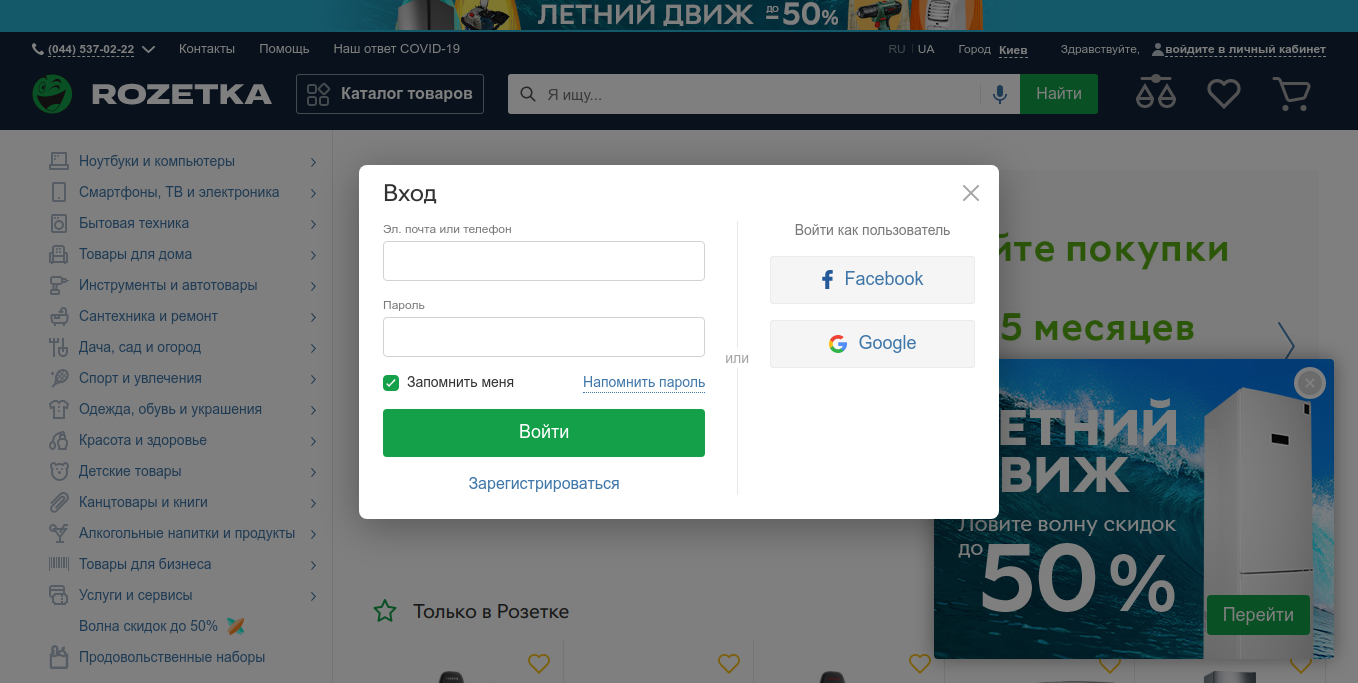 ЛЕТНИЙ ДВИЖ до -50%
(044) 537-02-22 Контакты Помощь Наш ответ COVID-19 RU UA Город Киев Здравствуйте, войдите в личный кабинет
ROZETKA Каталог товаров Я ищу... Найти
Ноутбуки и компьютеры
Смартфоны, ТВ и электроника
Бытовая техника
Товары для дома
Инструменты и автотовары
Сантехника и ремонт
Дача, сад и огород
Спорт и увлечения
Одежда, обувь и украшения
Красота и здоровье
Детские товары
Канцтовары и книги
Алкогольные напитки и продукты
Товары для бизнеса
Услуги и сервисы
Волна скидок до 50%
Продовольственные наборы
Вход
Эл. почта или телефон
Пароль
Запомнить меня Напомнить пароль
Войти
Зарегистрироваться
или
Войти как пользователь
Facebook
Google
йте покупки
5 месяцев
ЕТНИЙ
ДВИЖ
Ловите волну скидок
до 50%
Перейти
Только в Розетке